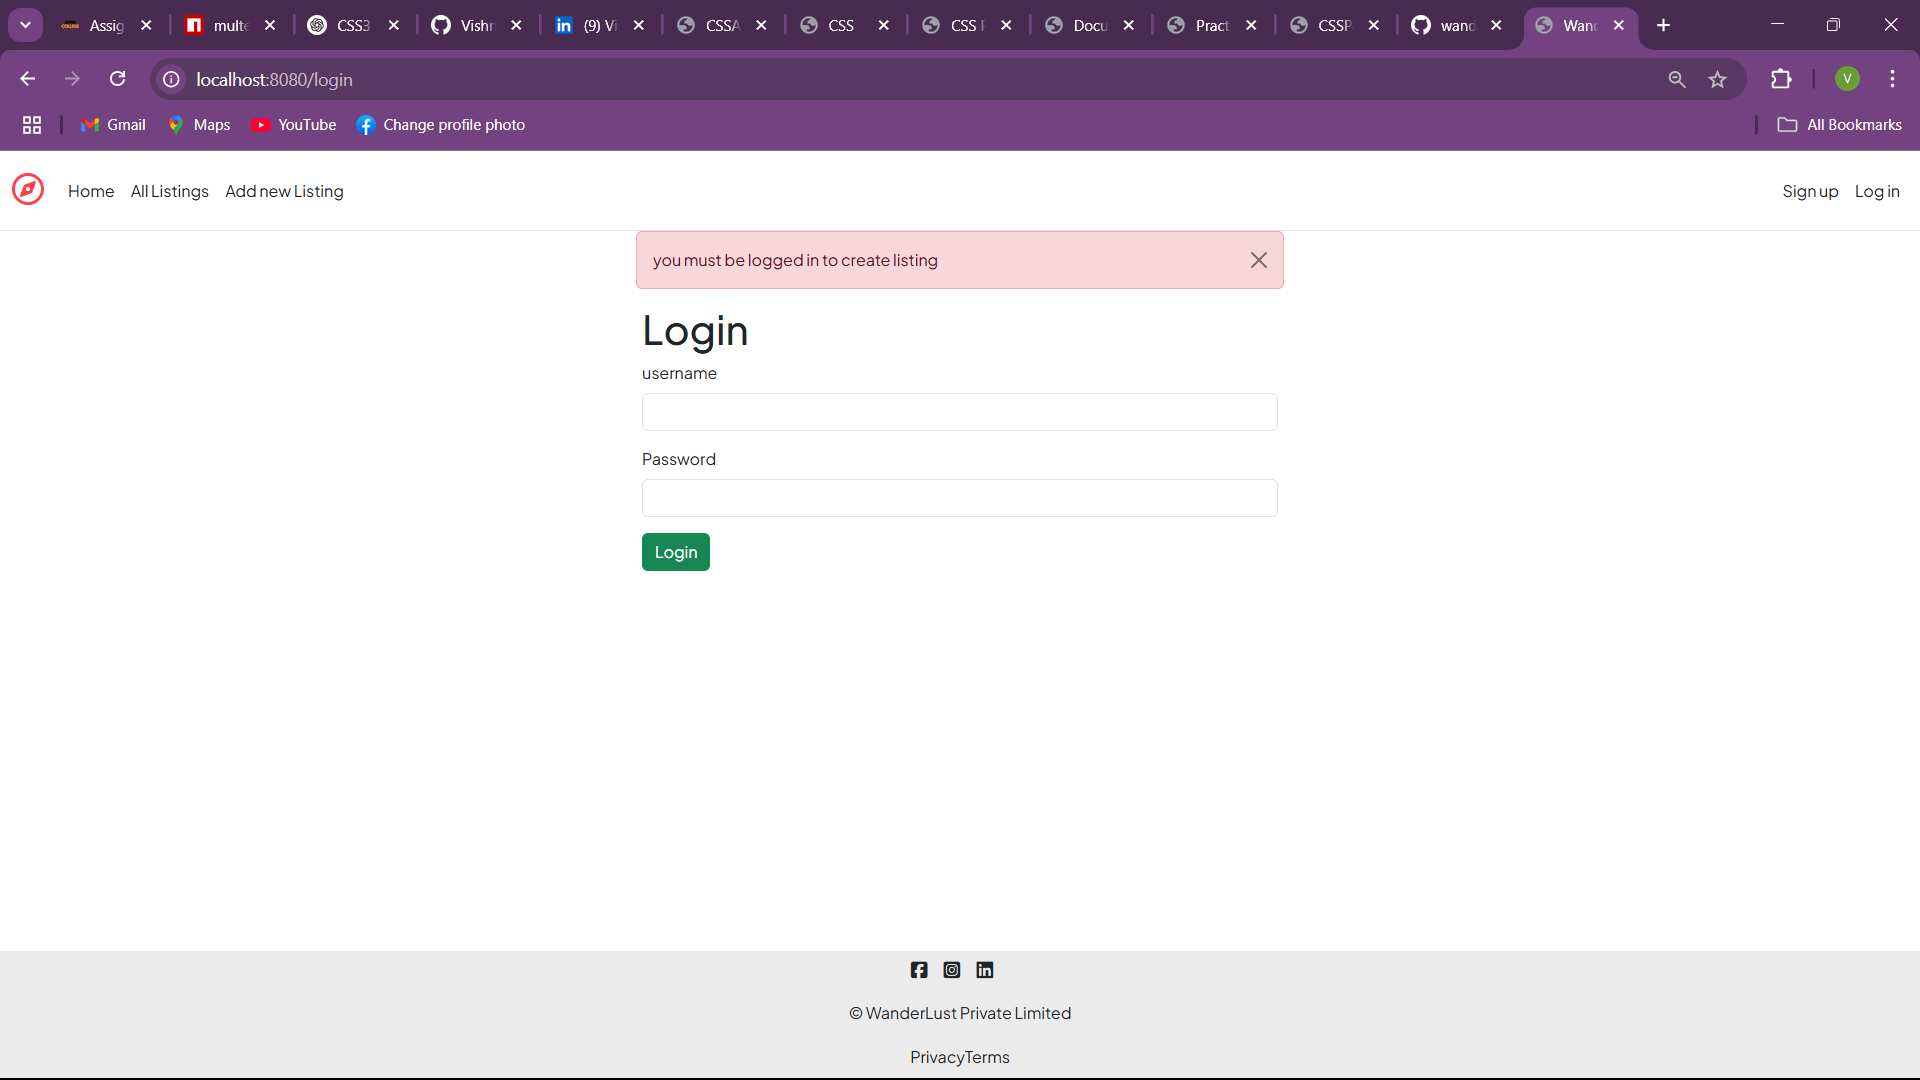 Assig
multe
CSS3
Vishn
(9) Vi
CSSA
CSS
CSS F
Docu
Pract
CSSP
wand
Wand
localhost:8080/login
V
Gmail
Maps
YouTube
Change profile photo
All Bookmarks
Home
All Listings
Add new Listing
Sign up
Log in
you must be logged in to create listing
Login
username
Password
Login
© WanderLust Private Limited
PrivacyTerms